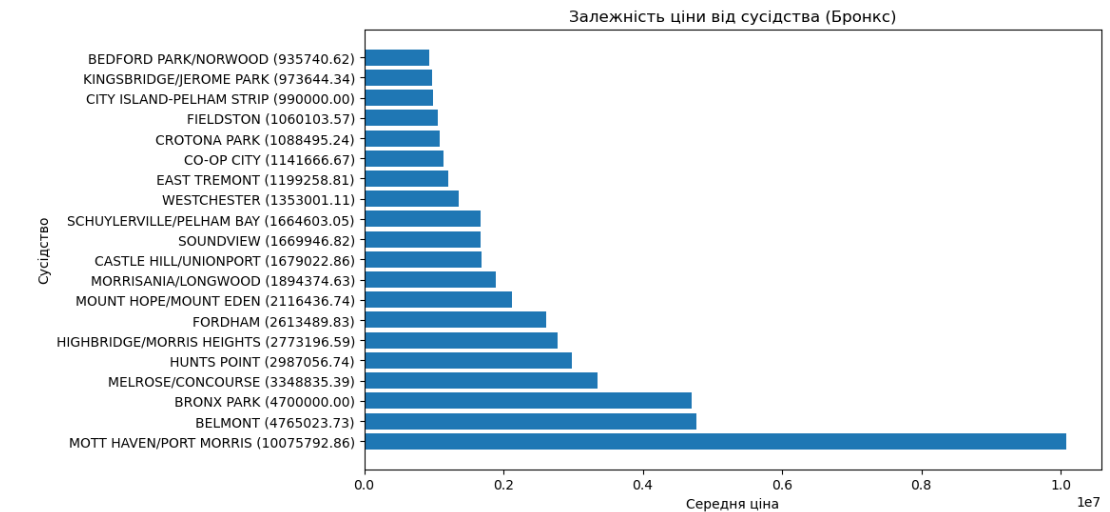 Залежність ціни від сусідства (Бронкс)
Сусідство
BEDFORD PARK/NORWOOD (935740.62)
KINGSBRIDGE/JEROME PARK (973644.34)
CITY ISLAND-PELHAM STRIP (990000.00)
FIELDSTON (1060103.57)
CROTONA PARK (1088495.24)
CO-OP CITY (1141666.67)
EAST TREMONT (1199258.81)
WESTCHESTER (1353001.11)
SCHUYLERVILLE/PELHAM BAY (1664603.05)
SOUNDVIEW (1669946.82)
CASTLE HILL/UNIONPORT (1679022.86)
MORRISANIA/LONGWOOD (1894374.63)
MOUNT HOPE/MOUNT EDEN (2116436.74)
FORDHAM (2613489.83)
HIGHBRIDGE/MORRIS HEIGHTS (2773196.59)
HUNTS POINT (2987056.74)
MELROSE/CONCOURSE (3348835.39)
BRONX PARK (4700000.00)
BELMONT (4765023.73)
MOTT HAVEN/PORT MORRIS (10075792.86)
0.0 0.2 0.4 0.6 0.8 1.0
1e7
Середня ціна